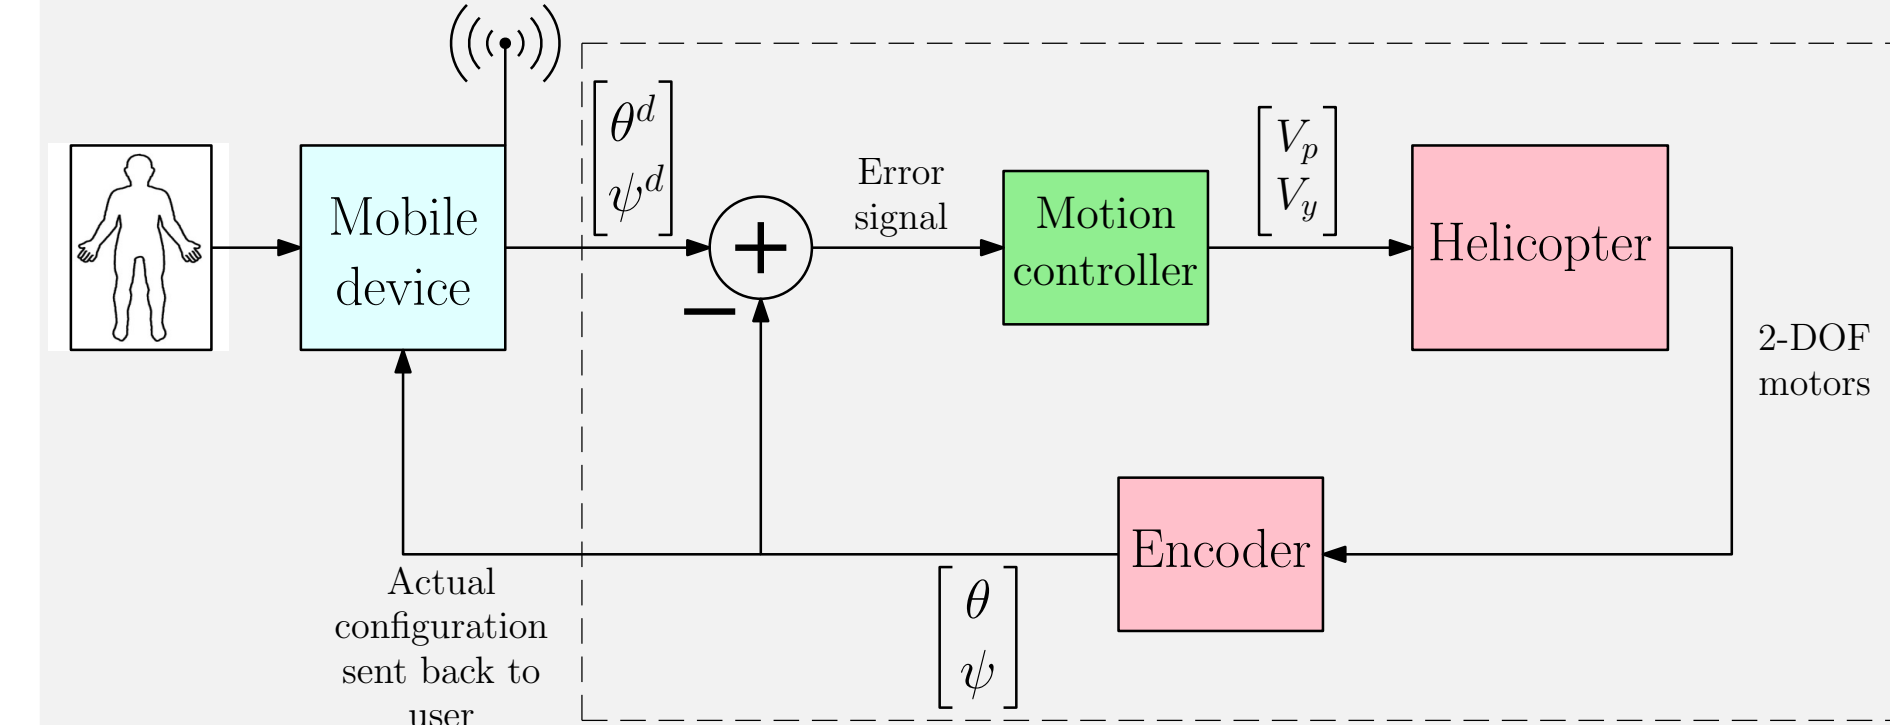 Mobile
device
θ^d
ψ^d
+
−
Error
signal
Motion
controller
V_p
V_y
Helicopter
2-DOF
motors
Encoder
θ
ψ
Actual
configuration
sent back to
user